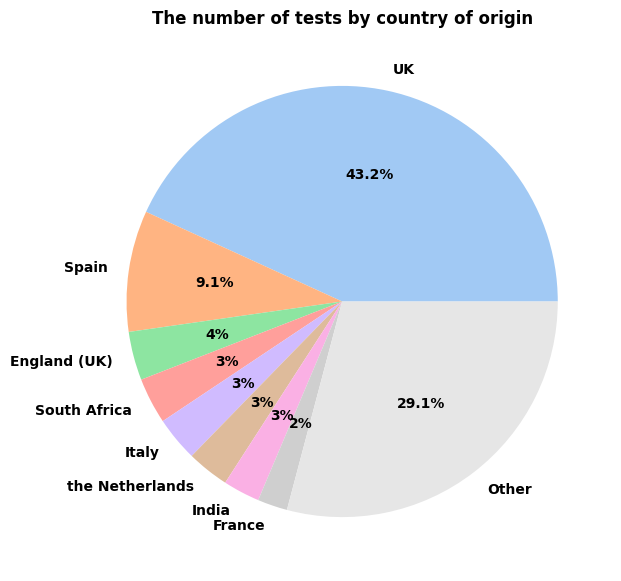 The number of tests by country of origin
UK
43.2%
Spain
9.1%
England (UK)
4%
South Africa
3%
Italy
3%
the Netherlands
3%
India
3%
France
2%
Other
29.1%